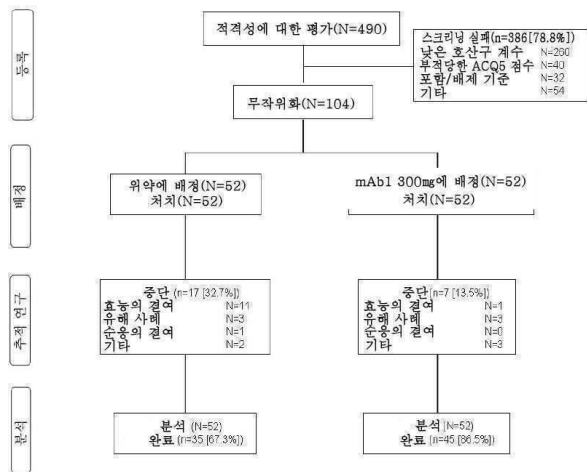 등록
적격성에 대한 평가(N=490)
스크리닝 실패(n=386[78.8%])
낮은 호산구 계수 N=260
부적당한 ACQ5 점수 N=40
포함/배제 기준 N=32
기타 N=54
무작위화(N=104)
배정
위약에 배정(N=52)
처치(N=52)
mAb1 300㎎에 배정(N=52)
처치(N=52)
추적 연구
중단 (n=17 [32.7%])
효능의 결여 N=11
유해 사례 N=3
순응의 결여 N=1
기타 N=2
중단[n=7 [13.5%])
효능의 결여 N=1
유해 사례 N=3
순응의 결여 N=0
기타 N=3
분석
분석 (N=52)
완료(n=35 [67.3%])
분석(N=52)
완료(n=45 [86.5%])